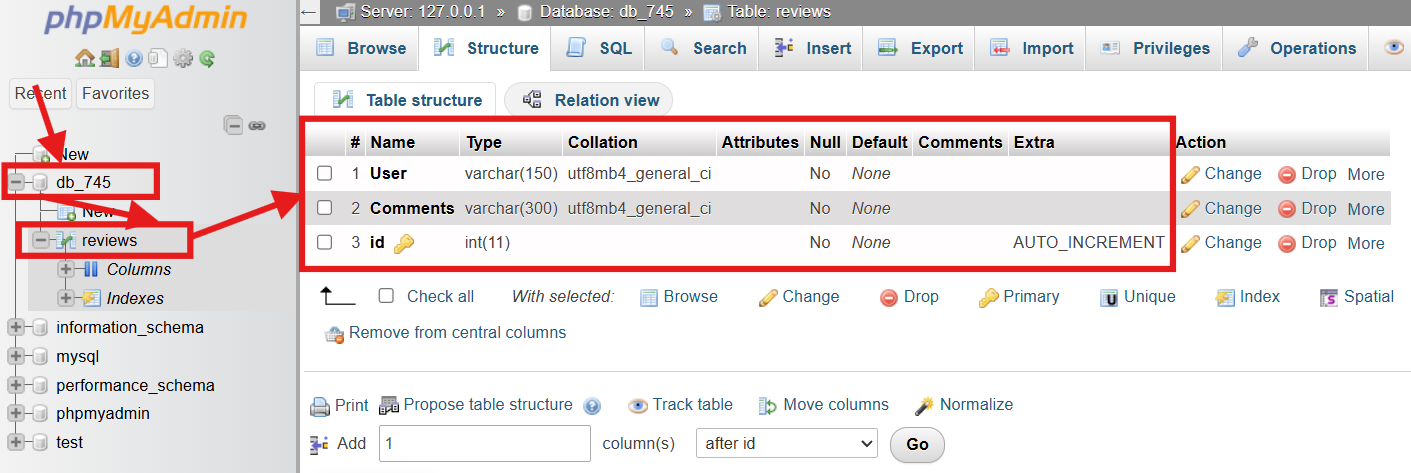 phpMyAdmin
Recent Favorites
New
db_745
New
reviews
Columns
Indexes
information_schema
mysql
performance_schema
phpmyadmin
test
Server: 127.0.0.1 » Database: db_745 » Table: reviews
Browse Structure SQL Search Insert Export Import Privileges Operations
Table structure Relation view
# Name Type Collation Attributes Null Default Comments Extra Action
1 User varchar(150) utf8mb4_general_ci No None Change Drop More
2 Comments varchar(300) utf8mb4_general_ci No None Change Drop More
3 id int(11) No None AUTO_INCREMENT Change Drop More
Check all With selected: Browse Change Drop Primary Unique Index Spatial
Remove from central columns
Print Propose table structure Track table Move columns Normalize
Add 1 column(s) after id Go